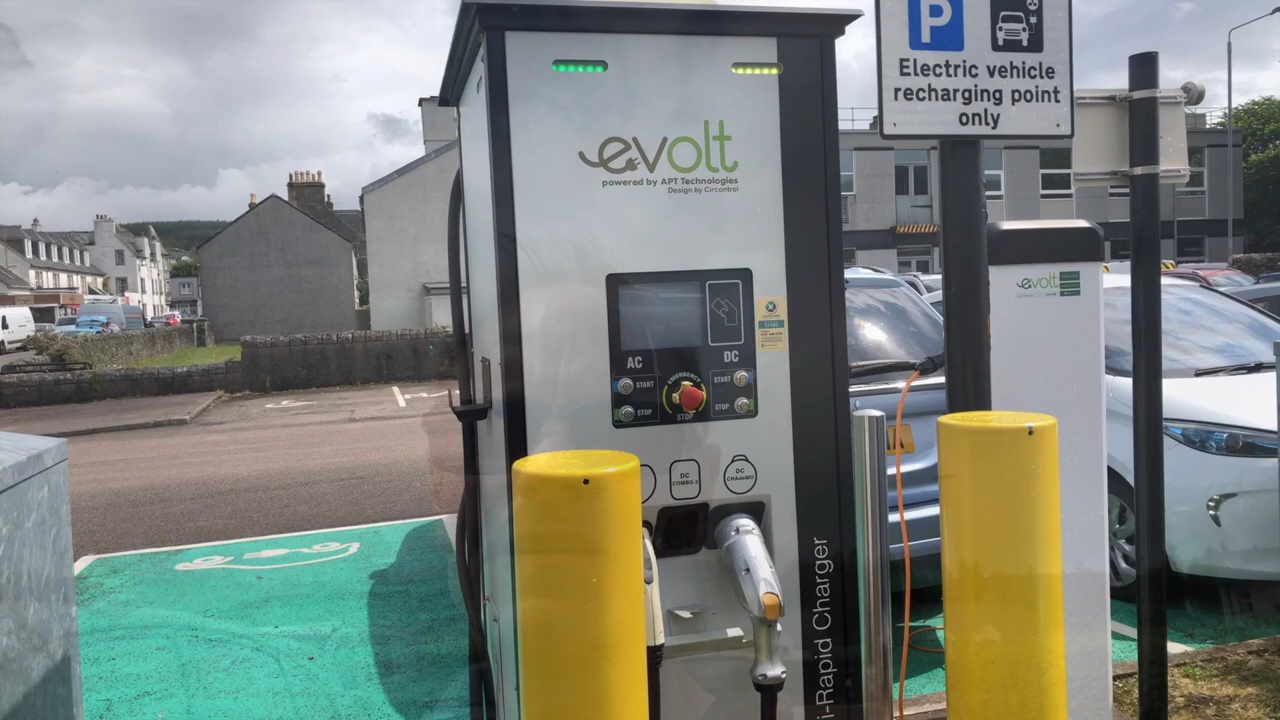 P
Electric vehicle
recharging point
only
evolt
powered by APT Technologies
Design by Circontrol
evolt
AC
DC
START
EMERGENCY
START
STOP
STOP
STOP
DC
COMBO 2
DC
CHAdeMO
i-Rapid Charger